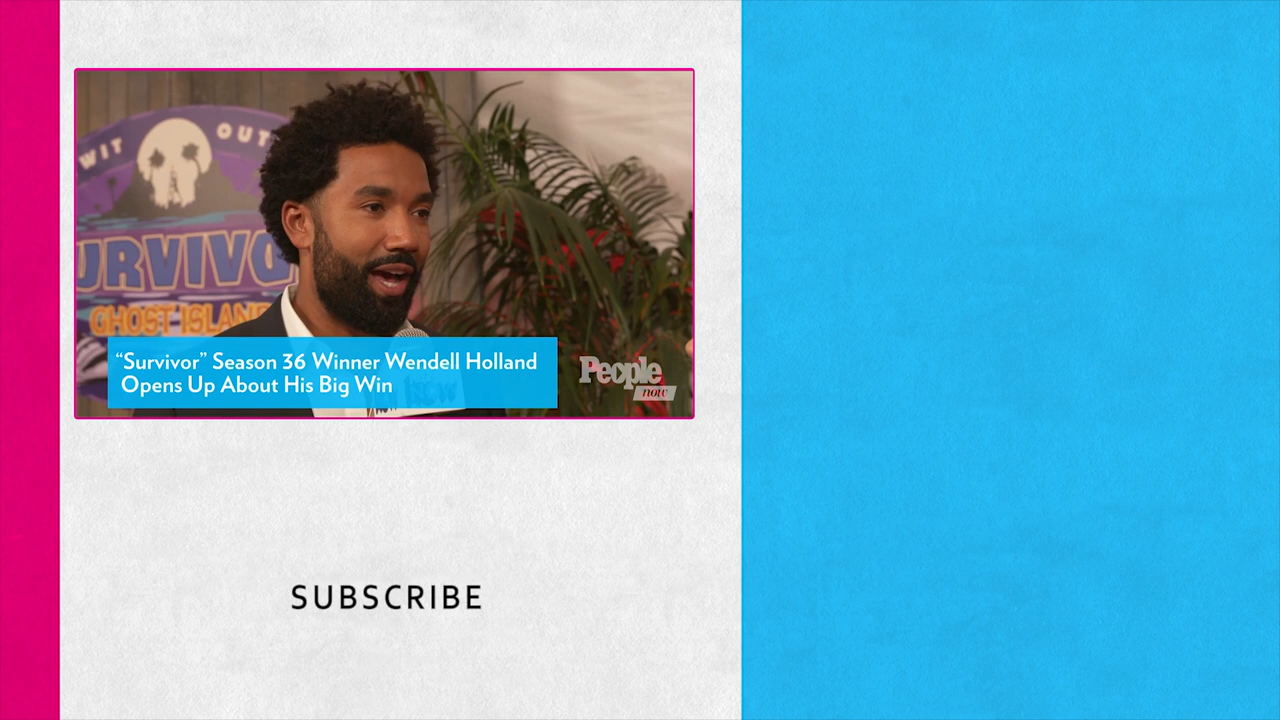 WIT OUT
URVIVO
GHOST ISLAND
“Survivor” Season 36 Winner Wendell Holland
Opens Up About His Big Win
People
now
SUBSCRIBE